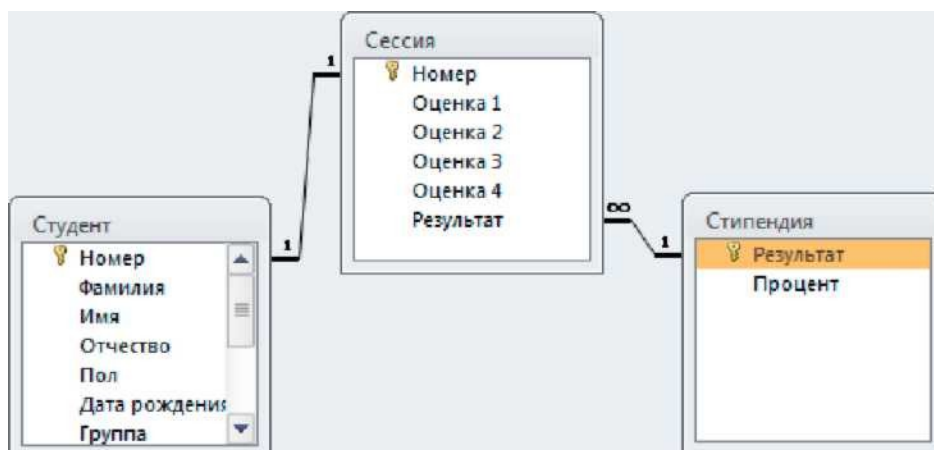 Сессия
Номер
Оценка 1
Оценка 2
Оценка 3
Оценка 4
Результат
1
1
∞
1
Студент
Номер
Фамилия
Имя
Отчество
Пол
Дата рождения
Группа
Стипендия
Результат
Процент